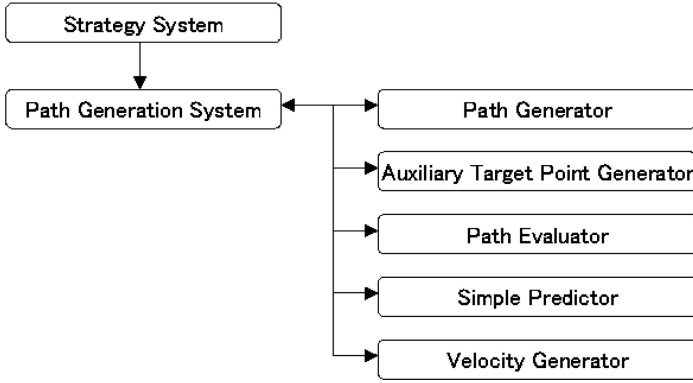 Strategy System
Path Generation System
Path Generator
Auxiliary Target Point Generator
Path Evaluator
Simple Predictor
Velocity Generator